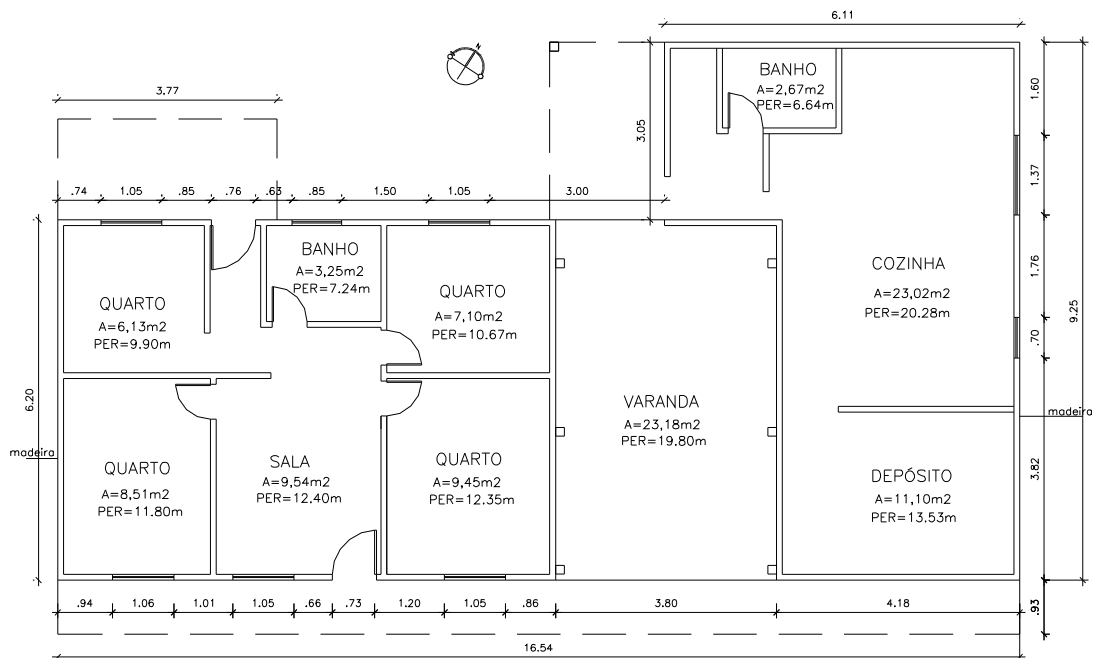 6.11
N
BANHO
A=2,67m2
PER=6.64m
1.60
3.77
3.05
1.37
.74 1.05 .85 .76 .63 .85 1.50 1.05 3.00
BANHO
A=3,25m2
PER=7.24m
COZINHA
A=23,02m2
PER=20.28m
1.76
9.25
QUARTO
A=6,13m2
PER=9.90m
QUARTO
A=7,10m2
PER=10.67m
.70
6.20
VARANDA
A=23,18m2
PER=19.80m
madeira
madeira
QUARTO
A=8,51m2
PER=11.80m
SALA
A=9,54m2
PER=12.40m
QUARTO
A=9,45m2
PER=12.35m
DEPÓSITO
A=11,10m2
PER=13.53m
3.82
.94 1.06 1.01 1.05 .66 .73 1.20 1.05 .86 3.80 4.18
.93
16.54